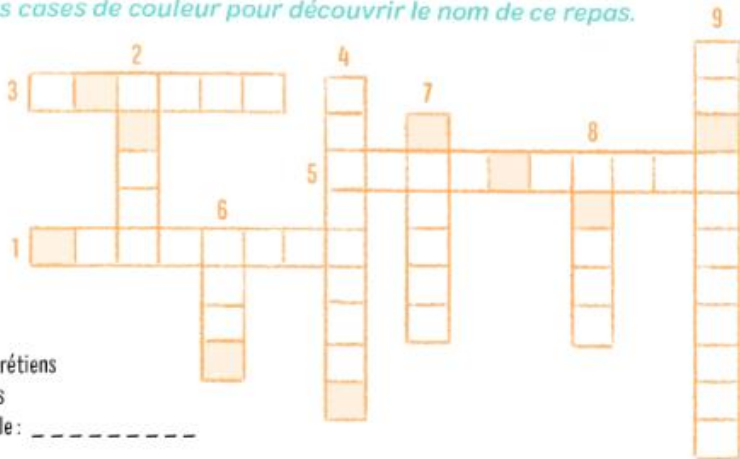 s cases de couleur pour découvrir le nom de ce repas.
9
2
4
3
7
8
5
6
1
rétiens
s
le : _ _ _ _ _ _ _ _ _ _